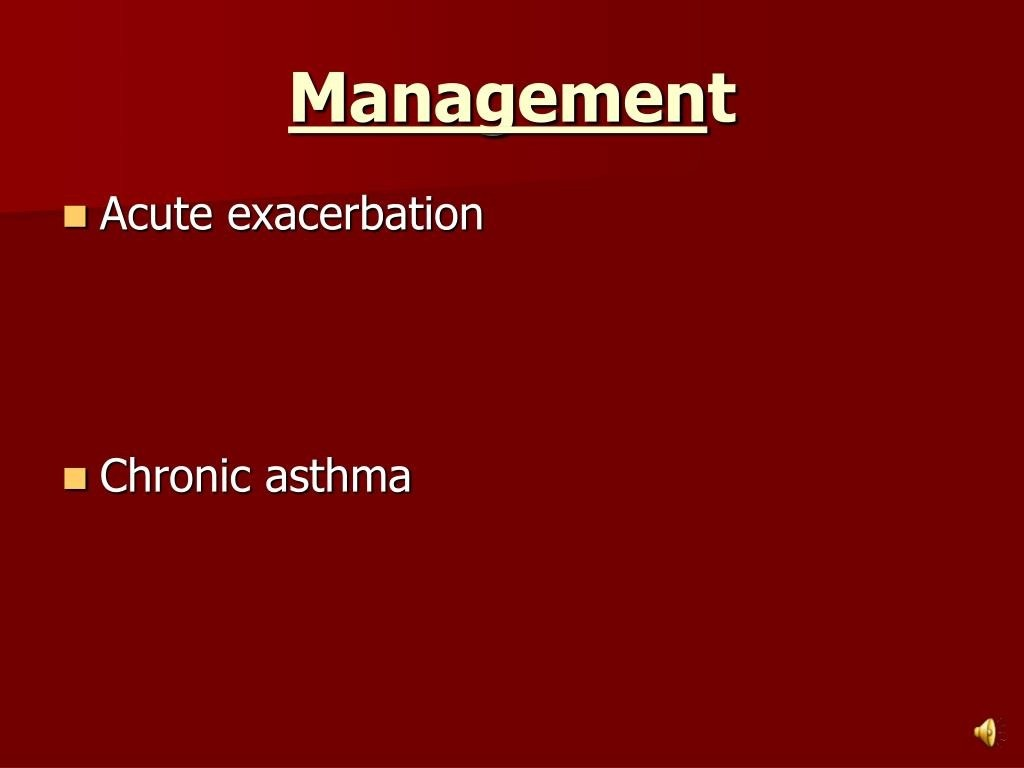 Management
Acute exacerbation
Chronic asthma